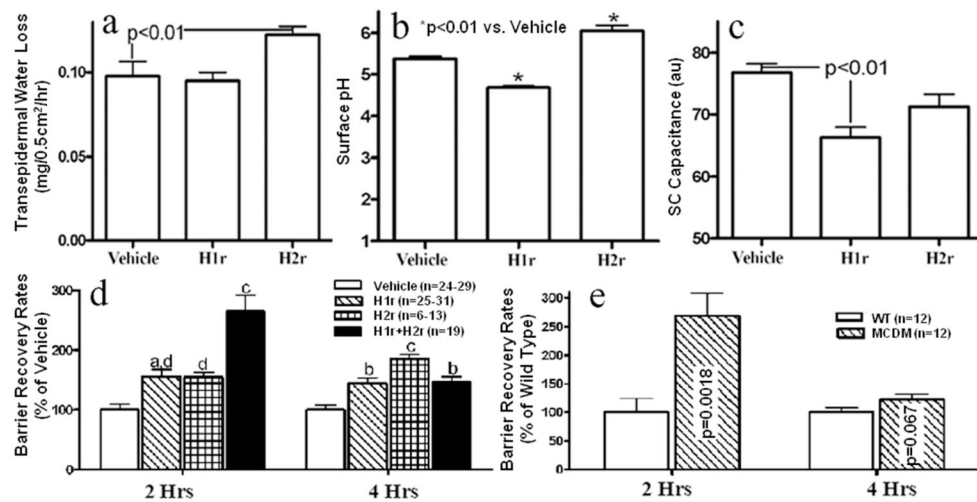 a
Transepidermal Water Loss
(mg/0.5cm²/hr)
p<0.01
0.10
0.05
0.00
Vehicle
H1r
H2r
b
*p<0.01 vs. Vehicle
Surface pH
6
5
4
3
2
1
*
*
Vehicle
H1r
H2r
c
SC Capacitance (au)
80
70
60
50
p<0.01
Vehicle
H1r
H2r
d
Barrier Recovery Rates
(% of Vehicle)
300
200
100
0
Vehicle (n=24-29)
H1r (n=25-31)
H2r (n=6-13)
H1r+H2r (n=19)
a,d
d
c
b
c
b
2 Hrs
4 Hrs
e
Barrier Recovery Rates
(% of Wild Type)
300
250
200
150
100
50
0
WT (n=12)
MCDM (n=12)
p=0.0018
p=0.067
2 Hrs
4 Hrs